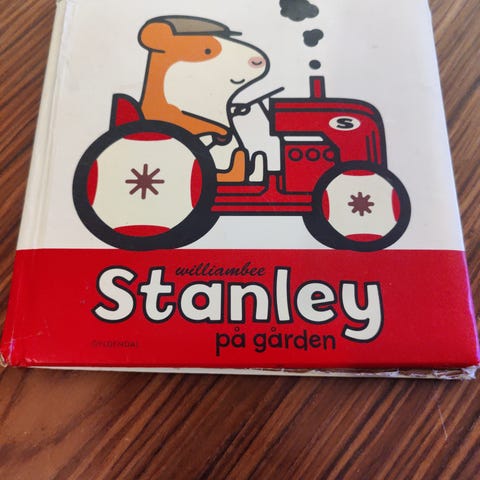 S
williambee
Stanley
på gården
GYLDENDAL